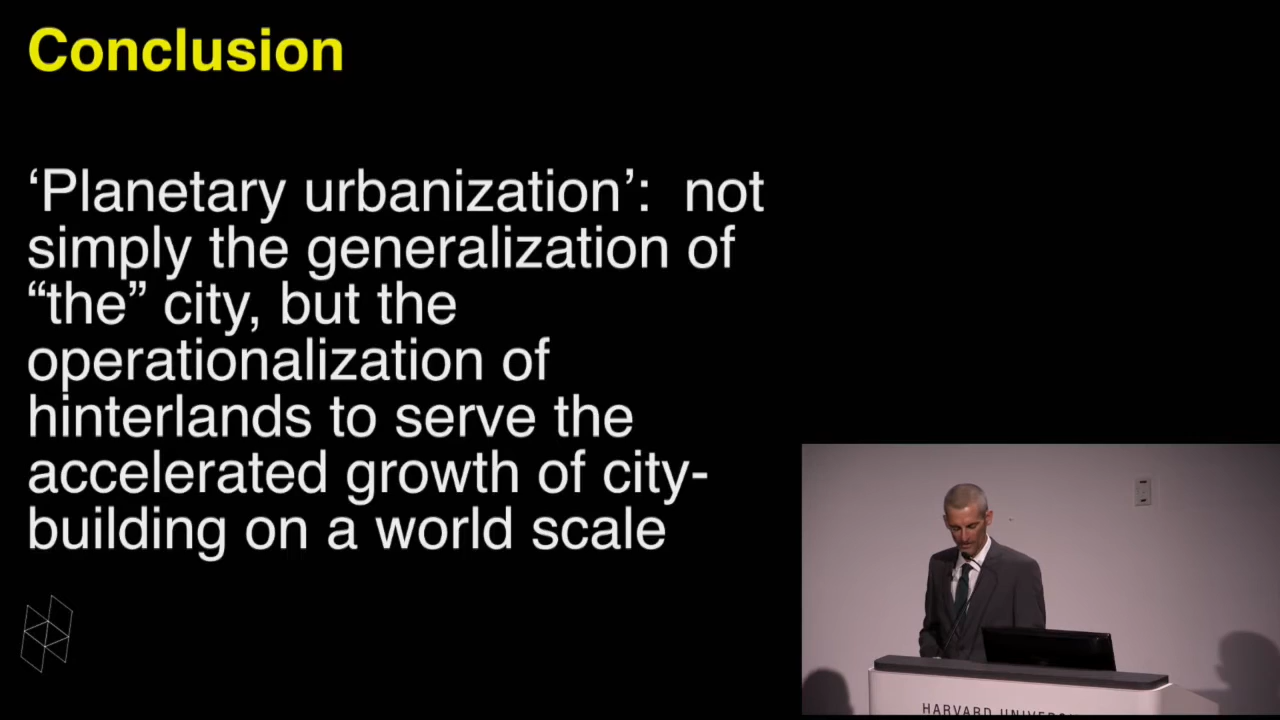 Conclusion
‘Planetary urbanization’: not
simply the generalization of
“the” city, but the
operationalization of
hinterlands to serve the
accelerated growth of city-
building on a world scale
HARVARD